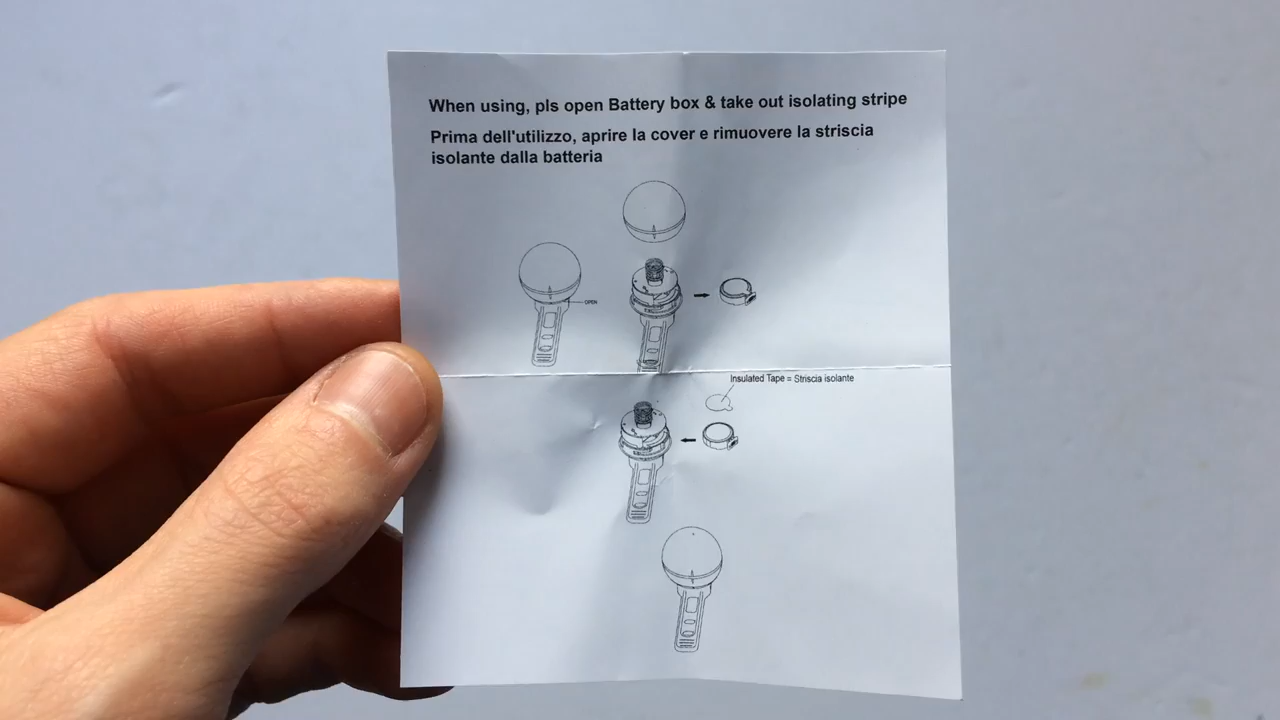 When using, pls open Battery box & take out isolating stripe
Prima dell'utilizzo, aprire la cover e rimuovere la striscia
isolante dalla batteria
OPEN
Insulated Tape = Striscia isolante